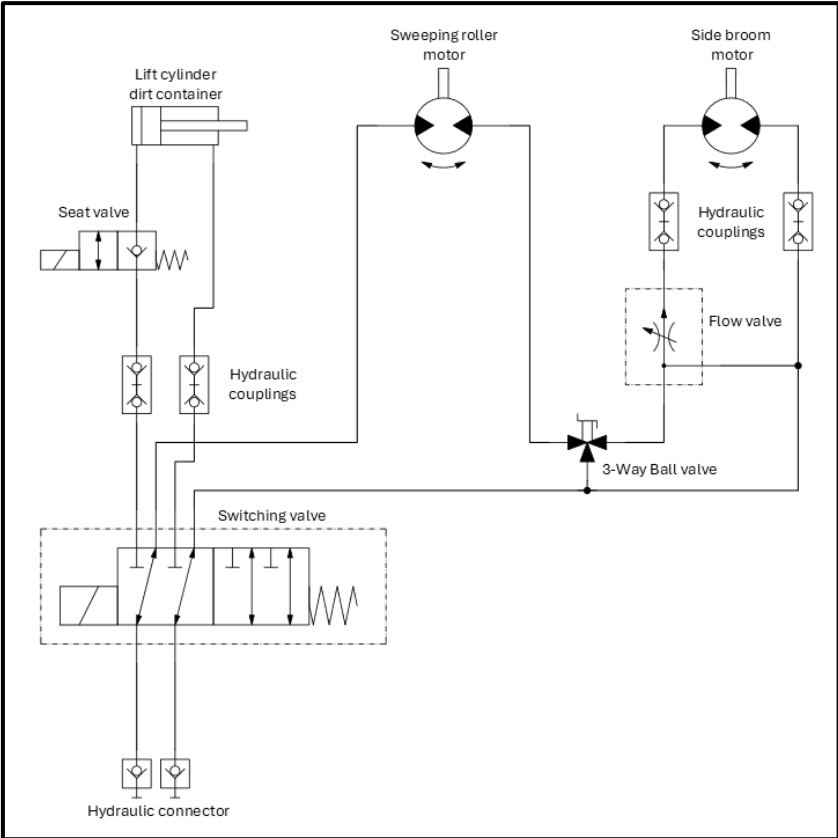 Sweeping roller
motor
Side broom
motor
Lift cylinder
dirt container
Seat valve
Hydraulic
couplings
Flow valve
Hydraulic
couplings
3-Way Ball valve
Switching valve
Hydraulic connector